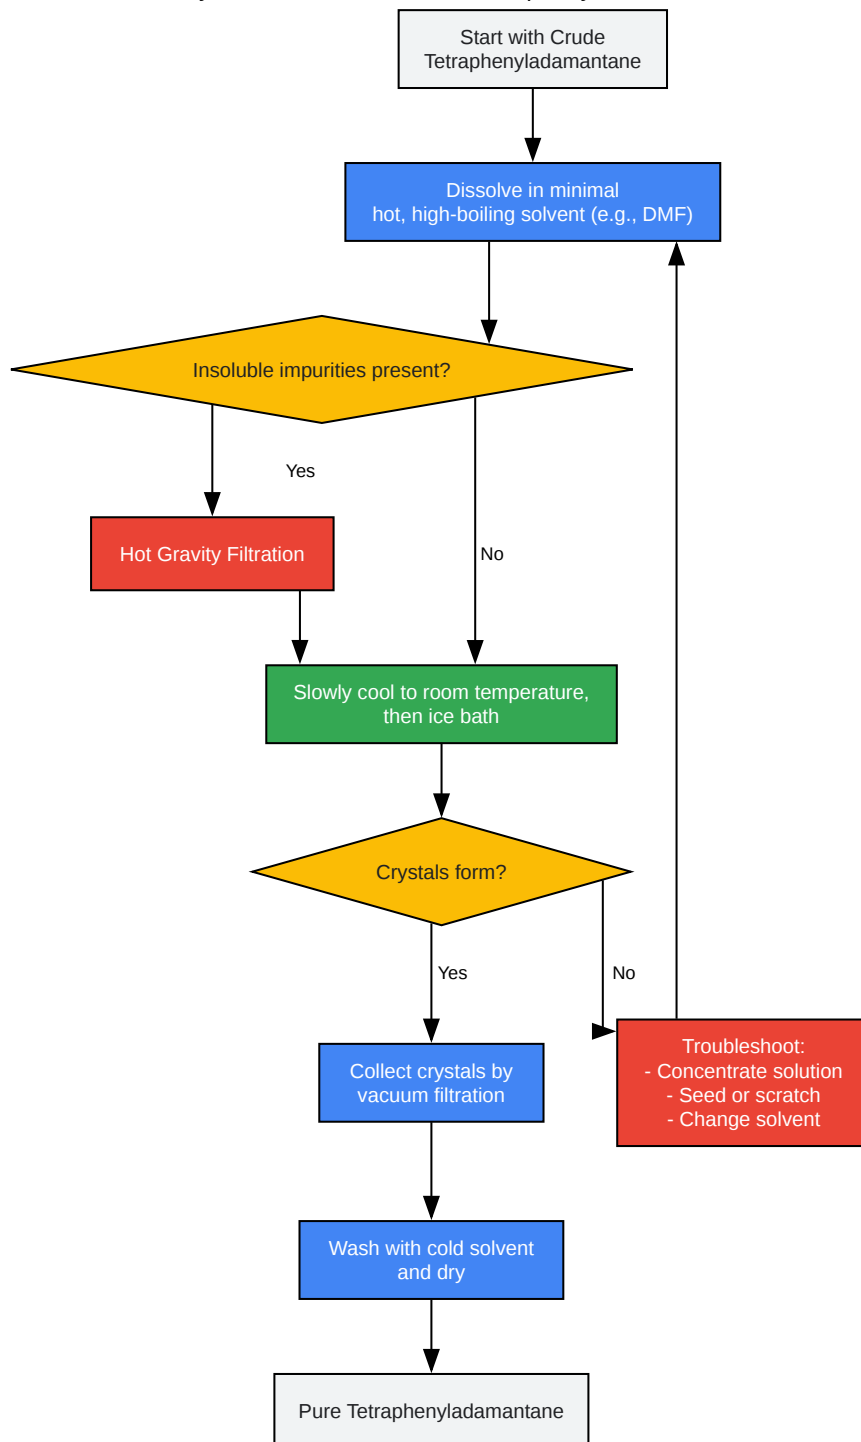 Start with Crude
Tetraphenyladamantane
Dissolve in minimal
hot, high-boiling solvent (e.g., DMF)
Insoluble impurities present?
Yes
Hot Gravity Filtration
No
Slowly cool to room temperature,
then ice bath
Crystals form?
Yes
No
Collect crystals by
vacuum filtration
Troubleshoot:
- Concentrate solution
- Seed or scratch
- Change solvent
Wash with cold solvent
and dry
Pure Tetraphenyladamantane